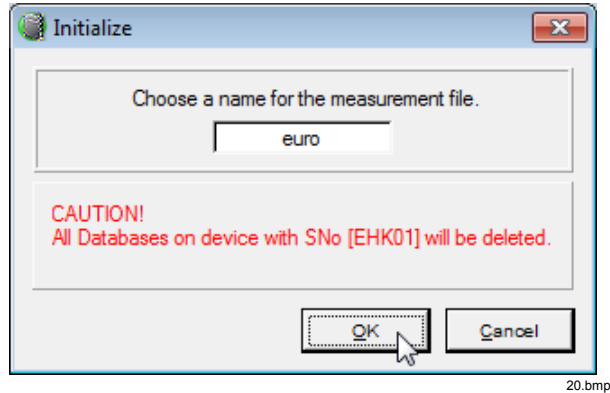 Initialize
Choose a name for the measurement file.
euro
CAUTION!
All Databases on device with SNo [EHK01] will be deleted.
OK
Cancel
20.bmp